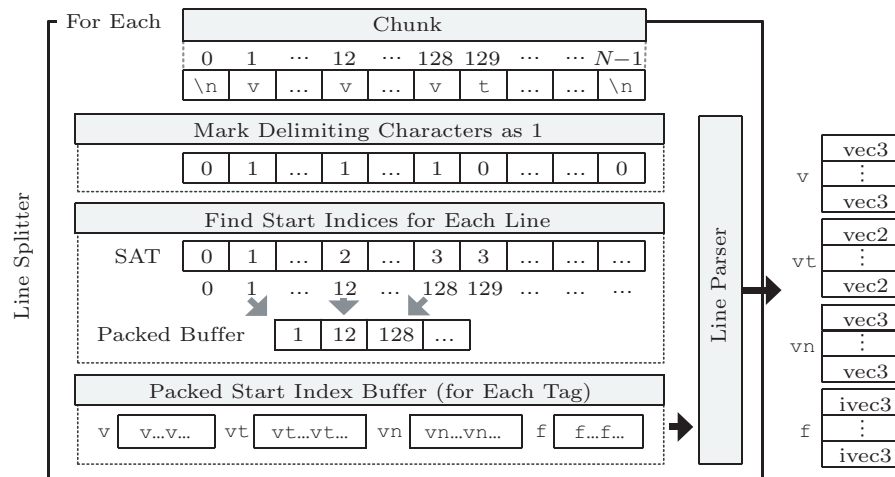 For Each
Chunk
0 1 ... 12 ... 128 129 ... ... N−1
\n v ... v ... v t ... ... \n
Mark Delimiting Characters as 1
0 1 ... 1 ... 1 0 ... ... 0
Find Start Indices for Each Line
SAT 0 1 ... 2 ... 3 3 ... ... ...
0 1 ... 12 ... 128 129 ... ... ...
Packed Buffer 1 12 128 ...
Packed Start Index Buffer (for Each Tag)
v v...v... vt vt...vt... vn vn...vn... f f...f...
Line Splitter
Line Parser
v
vec3
⋮
vec3
vt
vec2
⋮
vec2
vn
vec3
⋮
vec3
f
ivec3
⋮
ivec3